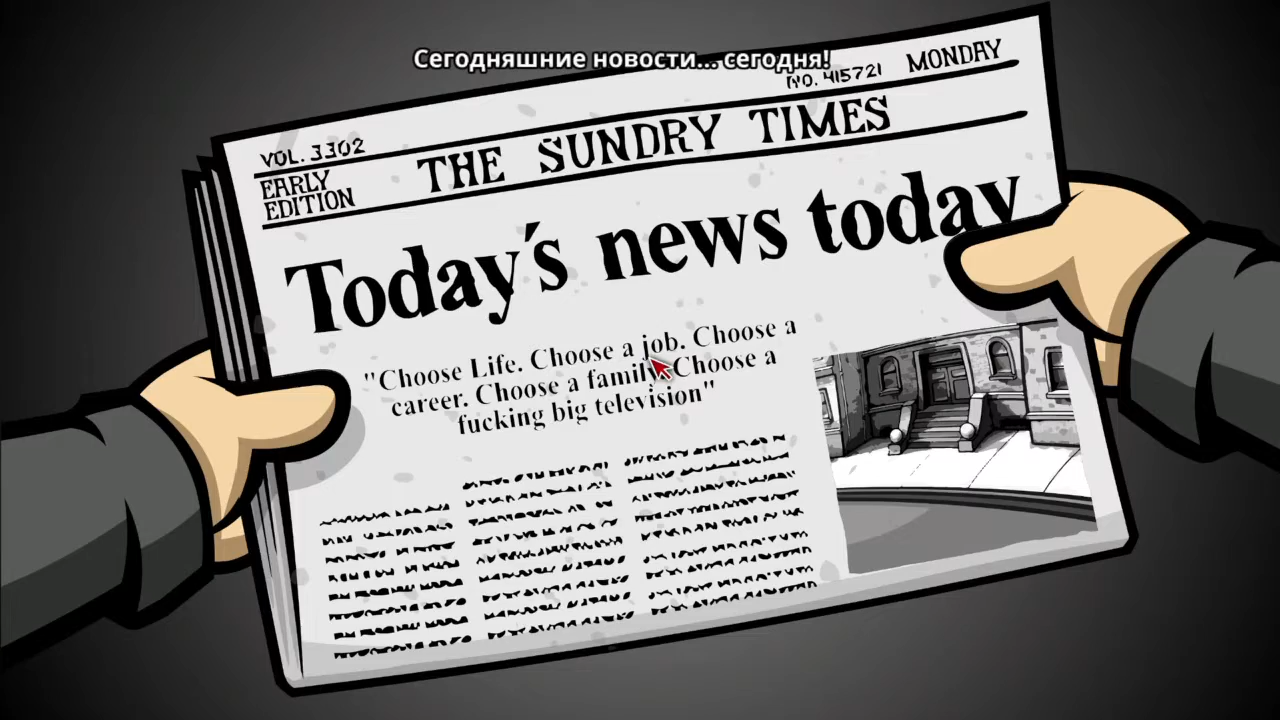 Сегодняшние новости... сегодня!
NO. 415721 MONDAY
VOL. 3302
EARLY
EDITION
THE SUNDRY TIMES
Today's news today
"Choose Life. Choose a job. Choose a
career. Choose a family. Choose a
fucking big television"